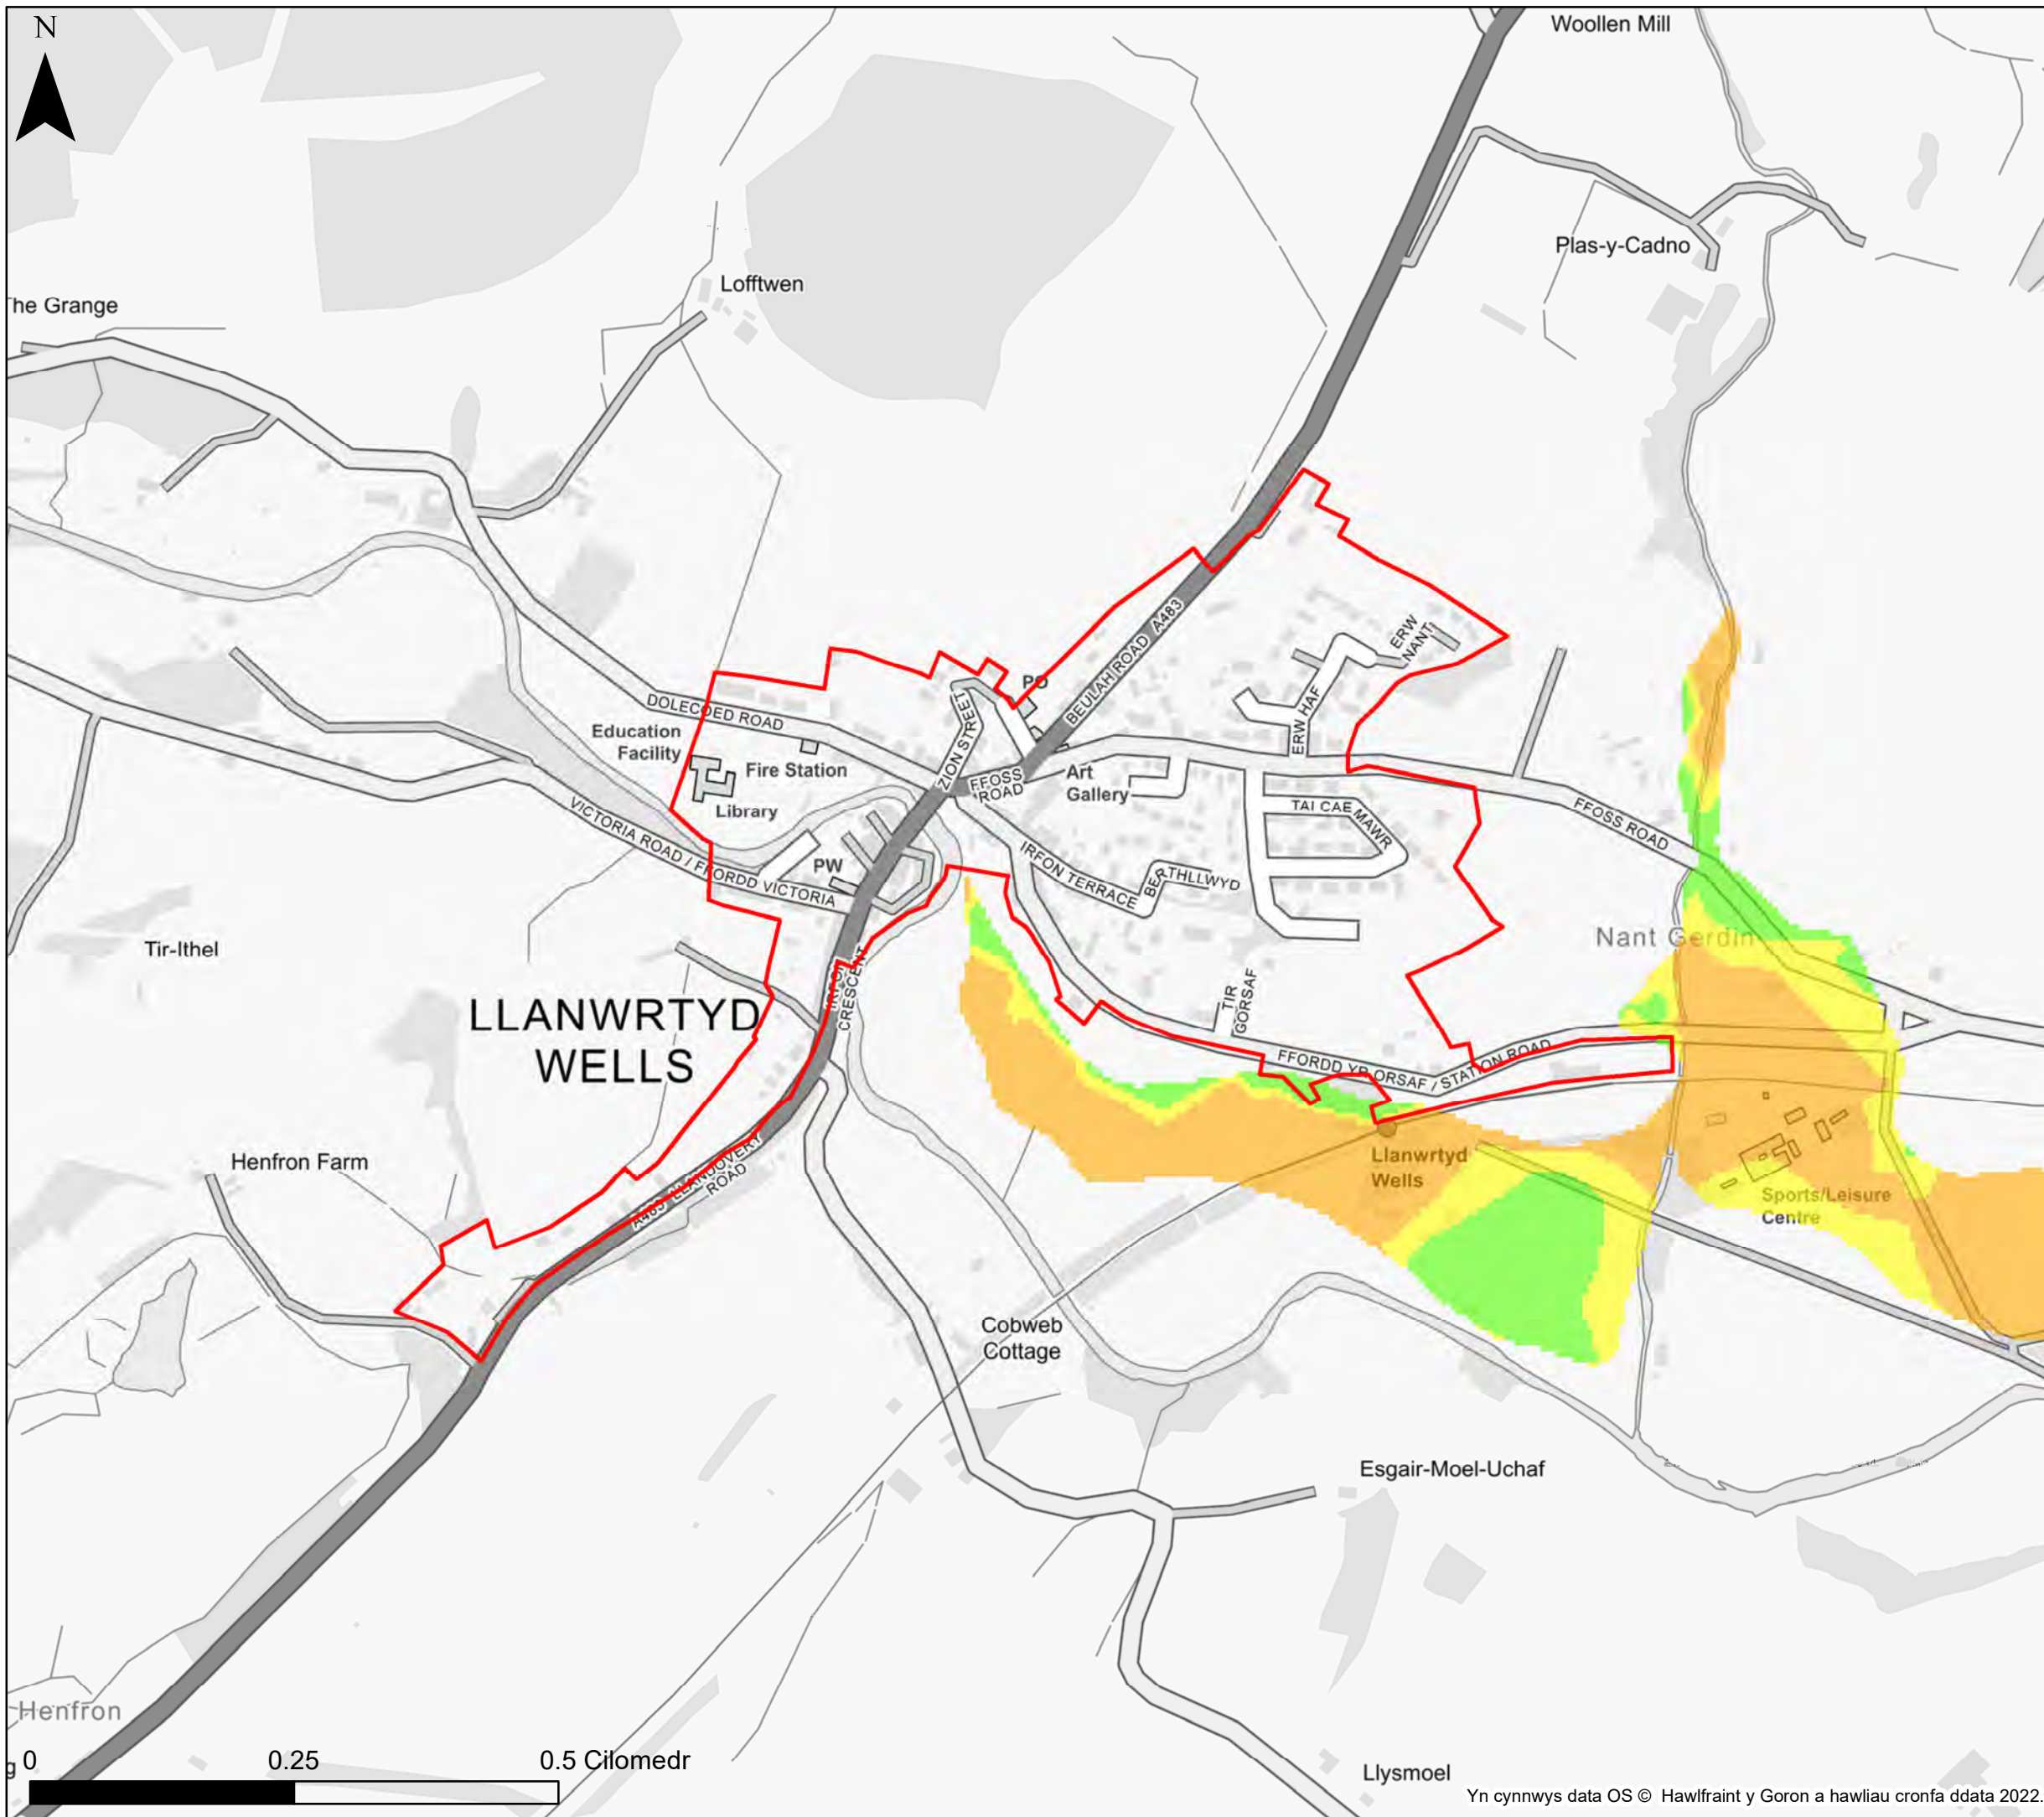 N
Woollen Mill
Plas-y-Cadno
Lofftwen
he Grange
ERW
NANT
BEULAH ROAD A483
PO
ERW HAF
ZION STREET
DOLECOED ROAD
Education
Facility
Fire Station
Library
FFOSS
ROAD
Art
Gallery
TAI CAE MAWR
FFOSS ROAD
VICTORIA ROAD / FFORDD VICTORIA
PW
IRFON TERRACE
BERTHLLWYD
Nant Gerdin
Tir-Ithel
IRFON
CRESCENT
TIR
GORSAF
LLANWRTYD
WELLS
FFORDD YR ORSAF / STATION ROAD
Henfron Farm
A483 LLANDOVERY
ROAD
Llanwrtyd
Wells
Sports/Leisure
Centre
Cobweb
Cottage
Esgair-Moel-Uchaf
Henfron
g
0 0.25 0.5 Cilomedr
Llysmoel
Yn cynnwys data OS © Hawlfraint y Goron a hawliau cronfa ddata 2022